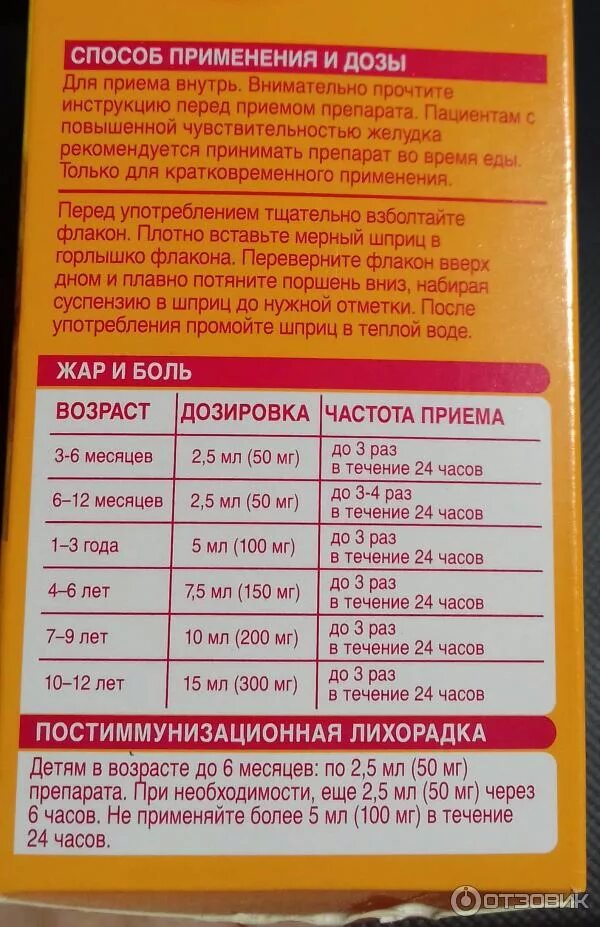 СПОСОБ ПРИМЕНЕНИЯ И ДОЗЫ
Для приема внутрь. Внимательно прочтите
инструкцию перед приемом препарата. Пациентам с
повышенной чувствительностью желудка
рекомендуется принимать препарат во время еды.
Только для кратковременного применения.
Перед употреблением тщательно взболтайте
флакон. Плотно вставьте мерный шприц в
горлышко флакона. Переверните флакон вверх
дном и плавно потяните поршень вниз, набирая
суспензию в шприц до нужной отметки. После
употребления промойте шприц в теплой воде.
ЖАР И БОЛЬ
ВОЗРАСТ ДОЗИРОВКА ЧАСТОТА ПРИЕМА
3-6 месяцев 2,5 мл (50 мг) до 3 раз
в течение 24 часов
6–12 месяцев 2,5 мл (50 мг) до 3-4 раз
в течение 24 часов
1–3 года 5 мл (100 мг) до 3 раз
в течение 24 часов
4–6 лет 7,5 мл (150 мг) до 3 раз
в течение 24 часов
7–9 лет 10 мл (200 мг) до 3 раз
в течение 24 часов
10–12 лет 15 мл (300 мг) до 3 раз
в течение 24 часов
ПОСТИММУНИЗАЦИОННАЯ ЛИХОРАДКА
Детям в возрасте до 6 месяцев: по 2,5 мл (50 мг)
препарата. При необходимости, еще 2,5 мл (50 мг) через
6 часов. Не применяйте более 5 мл (100 мг) в течение
24 часов.
ОТЗОВИК